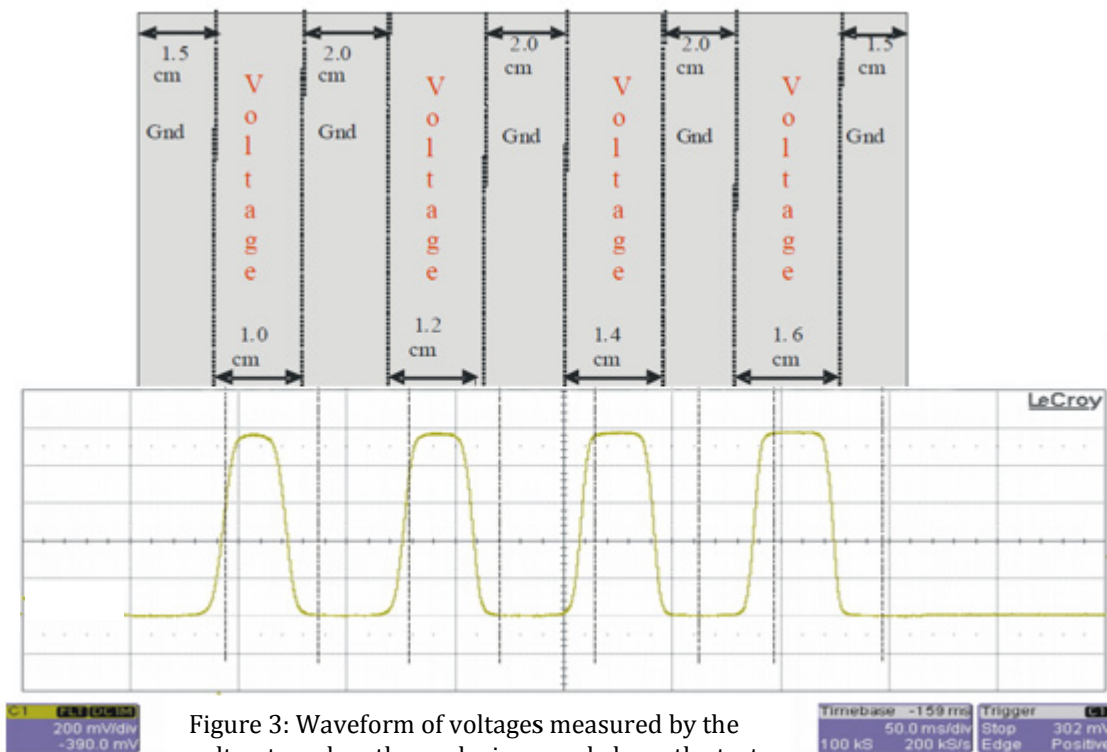 1.5
cm
2.0
cm
2.0
cm
2.0
cm
1.5
cm
Gnd
Gnd
Gnd
Gnd
Gnd
Voltage
Voltage
Voltage
Voltage
1.0
cm
1.2
cm
1.4
cm
1.6
cm
LeCroy
C1 FLT DC1M
200 mV/div
-390.0 mV
Figure 3: Waveform of voltages measured by the
Timebase -159 ms
50.0 ms/div
100 kS 200 kS/s
Trigger C1
Stop 302 mV
Edge Positive